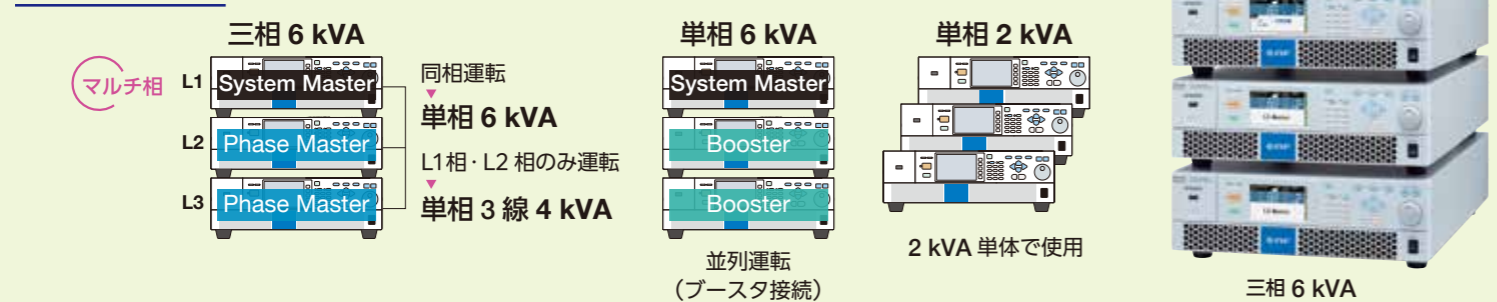 三相 6 kVA
マルチ相
L1
System Master
L2
Phase Master
L3
Phase Master
同相運転
単相 6 kVA
L1相・L2 相のみ運転
単相 3 線 4 kVA
単相 6 kVA
System Master
Booster
Booster
並列運転
（ブースタ接続）
単相 2 kVA
2 kVA 単体で使用
三相 6 kVA